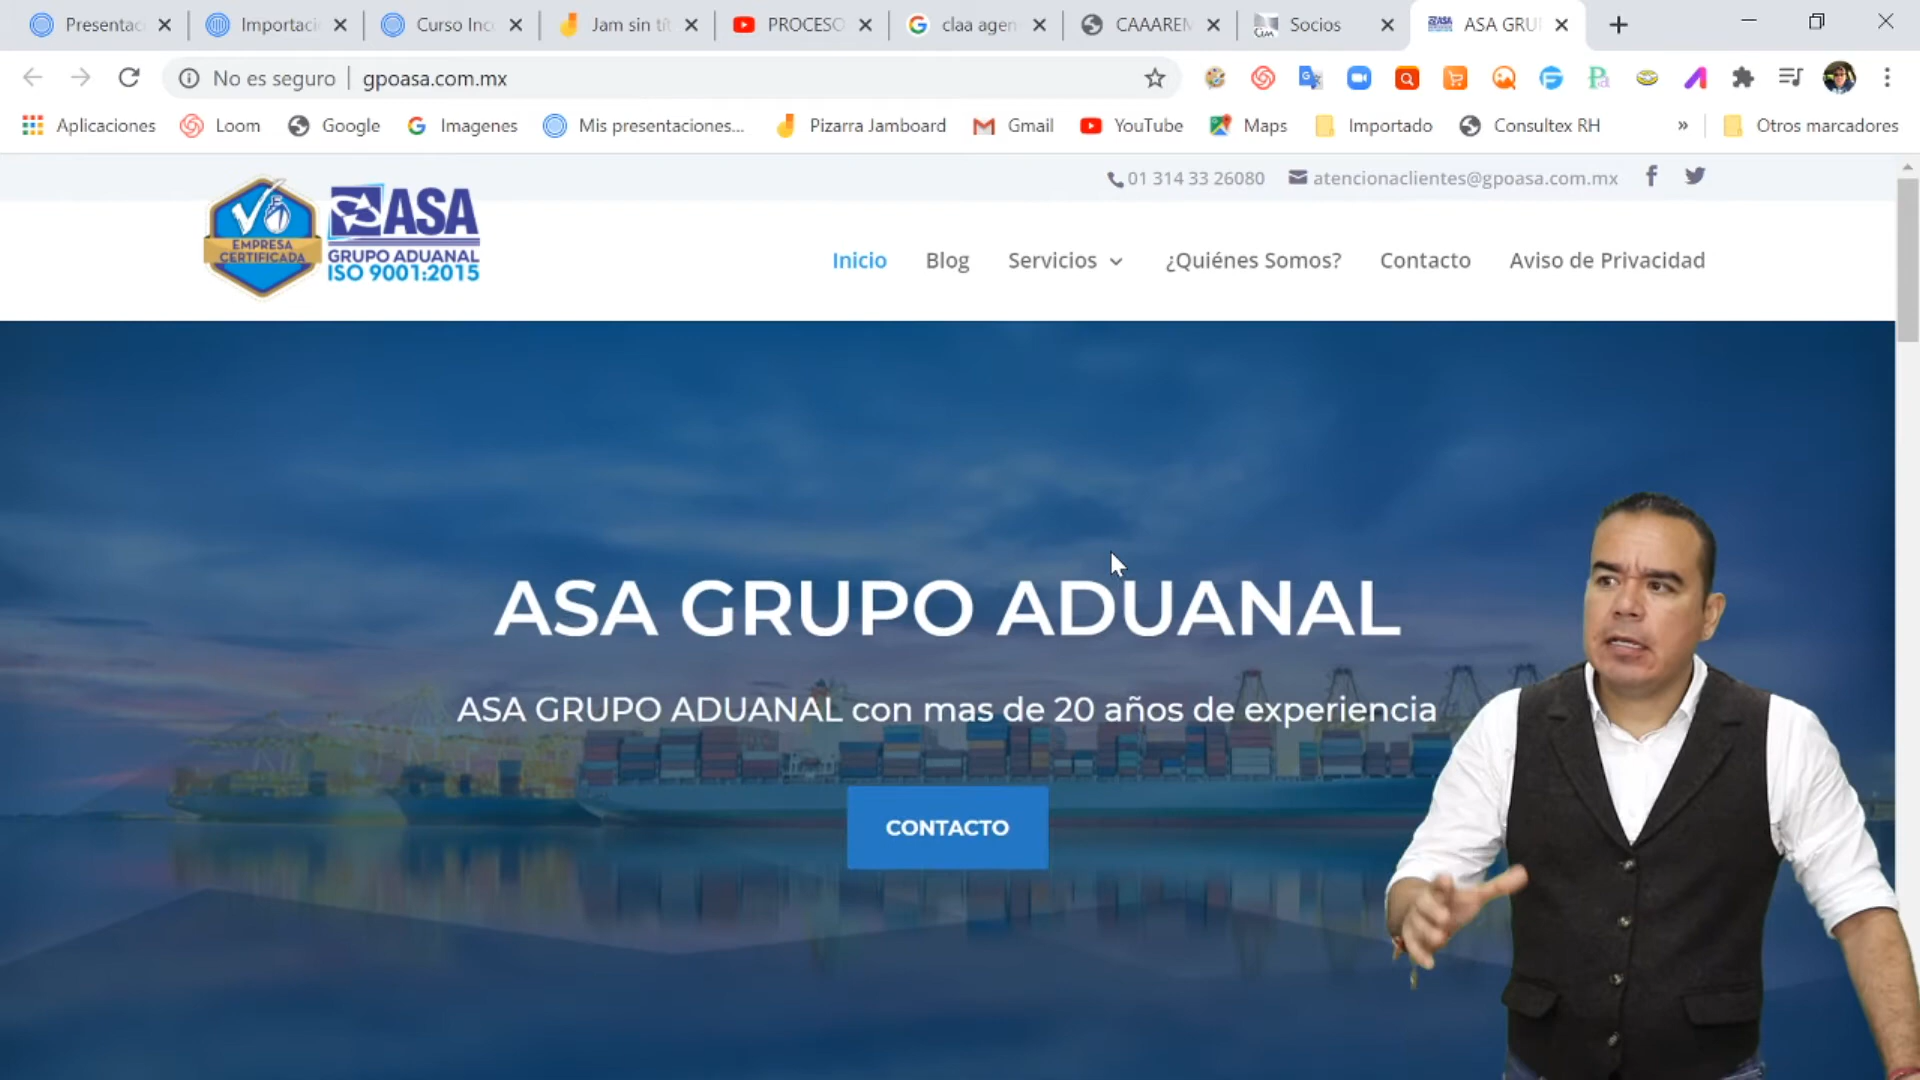 Presentac
Importaci
Curso Inc
Jam sin tít
PROCESO
claa agen
CAAAREM
Socios
ASA GRU
No es seguro | gpoasa.com.mx
Aplicaciones
Loom
Google
Imagenes
Mis presentaciones...
Pizarra Jamboard
Gmail
YouTube
Maps
Importado
Consultex RH
»
Otros marcadores
01 314 33 26080
atencionaclientes@gpoasa.com.mx
EMPRESA
CERTIFICADA
ASA
GRUPO ADUANAL
ISO 9001:2015
Inicio
Blog
Servicios
¿Quiénes Somos?
Contacto
Aviso de Privacidad
ASA GRUPO ADUANAL
ASA GRUPO ADUANAL con mas de 20 años de experiencia
CONTACTO